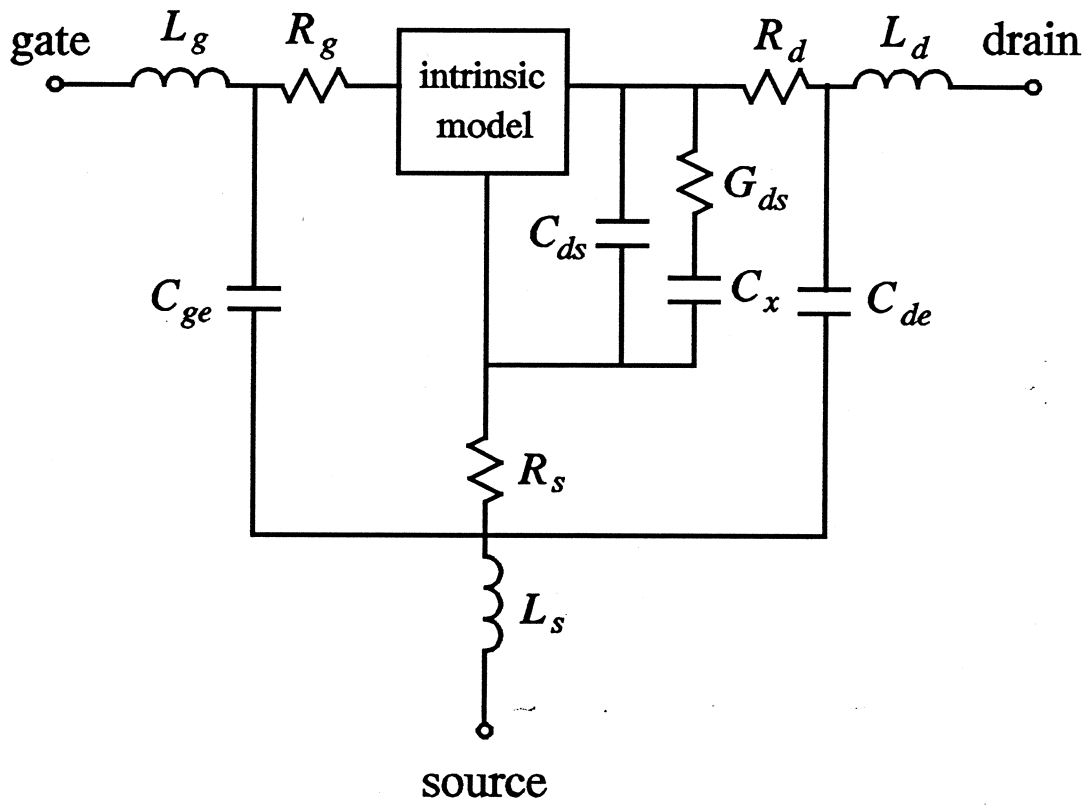 gate
L_g
R_g
intrinsic
model
R_d
L_d
drain
G_ds
C_ds
C_ge
C_x
C_de
R_s
L_s
source